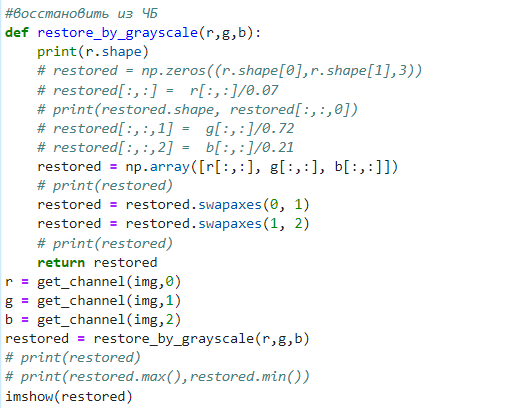 #восстановить из ЧБ
def restore_by_grayscale(r,g,b):
    print(r.shape)
    # restored = np.zeros((r.shape[0],r.shape[1],3))
    # restored[:,:] =  r[:,:]/0.07
    # print(restored.shape, restored[:,:,0])
    # restored[:,:,1] =  g[:,:]/0.72
    # restored[:,:,2] =  b[:,:]/0.21
    restored = np.array([r[:,:], g[:,:], b[:,:]])
    # print(restored)
    restored = restored.swapaxes(0, 1)
    restored = restored.swapaxes(1, 2)
    # print(restored)
    return restored
r = get_channel(img,0)
g = get_channel(img,1)
b = get_channel(img,2)
restored = restore_by_grayscale(r,g,b)
# print(restored)
# print(restored.max(),restored.min())
imshow(restored)